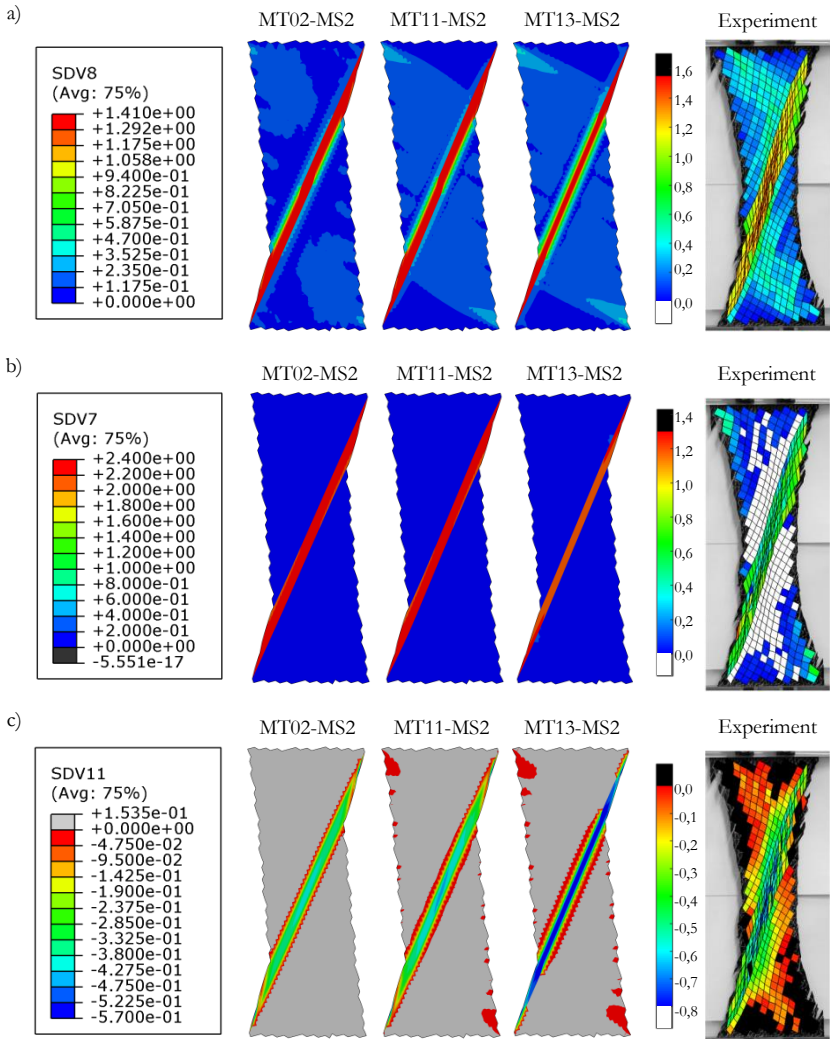 a)
MT02-MS2 MT11-MS2 MT13-MS2 Experiment
SDV8
(Avg: 75%)
+1.410e+00
+1.292e+00
+1.175e+00
+1.058e+00
+9.400e-01
+8.225e-01
+7.050e-01
+5.875e-01
+4.700e-01
+3.525e-01
+2.350e-01
+1.175e-01
+0.000e+00
1,6
1,4
1,2
1,0
0,8
0,6
0,4
0,2
0,0
b)
MT02-MS2 MT11-MS2 MT13-MS2 Experiment
SDV7
(Avg: 75%)
+2.400e+00
+2.200e+00
+2.000e+00
+1.800e+00
+1.600e+00
+1.400e+00
+1.200e+00
+1.000e+00
+8.000e-01
+6.000e-01
+4.000e-01
+2.000e-01
+0.000e+00
-5.551e-17
1,4
1,2
1,0
0,8
0,6
0,4
0,2
0,0
c)
MT02-MS2 MT11-MS2 MT13-MS2 Experiment
SDV11
(Avg: 75%)
+1.535e-01
+0.000e+00
-4.750e-02
-9.500e-02
-1.425e-01
-1.900e-01
-2.375e-01
-2.850e-01
-3.325e-01
-3.800e-01
-4.275e-01
-4.750e-01
-5.225e-01
-5.700e-01
0,0
-0,1
-0,2
-0,3
-0,4
-0,5
-0,6
-0,7
-0,8